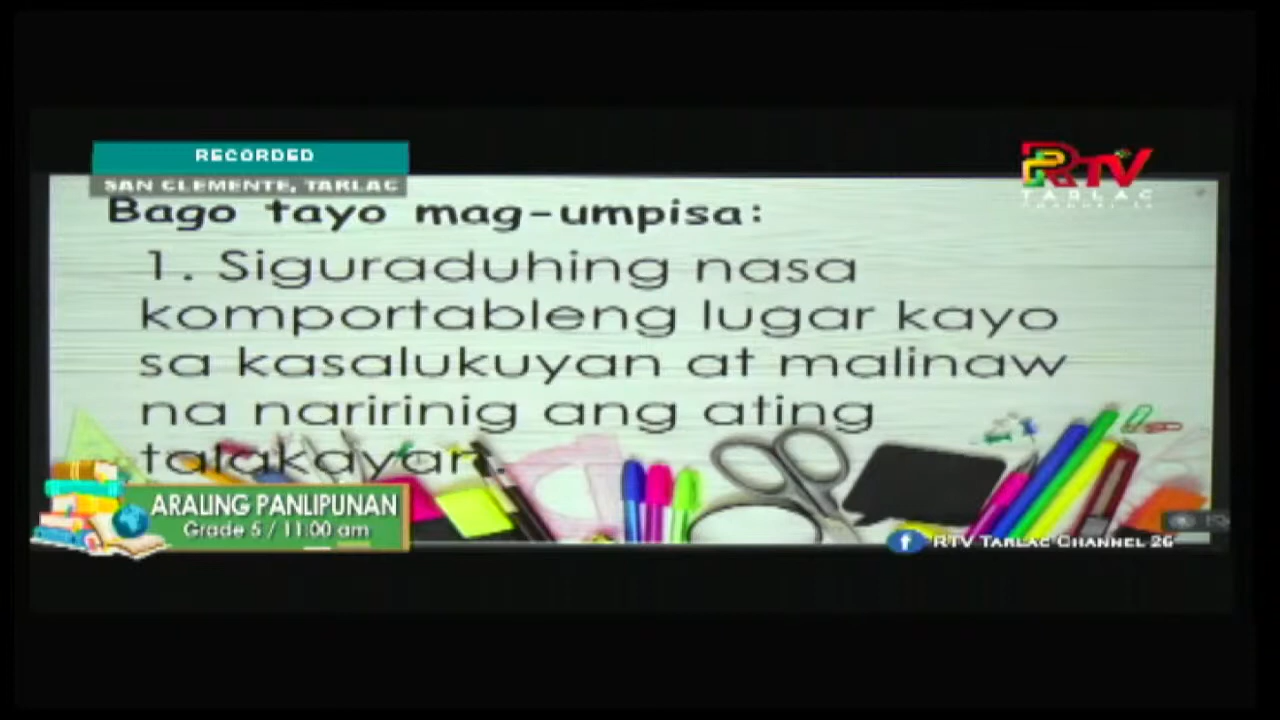 RECORDED
SAN CLEMENTE, TARLAC
RTV
TARLAC
Bago tayo mag-umpisa:
1. Siguraduhing nasa
komportableng lugar kayo
sa kasalukuyan at malinaw
na naririnig ang ating
talakayan.
ARALING PANLIPUNAN
Grade 5 / 11:00 am
RTV TARLAC CHANNEL 26